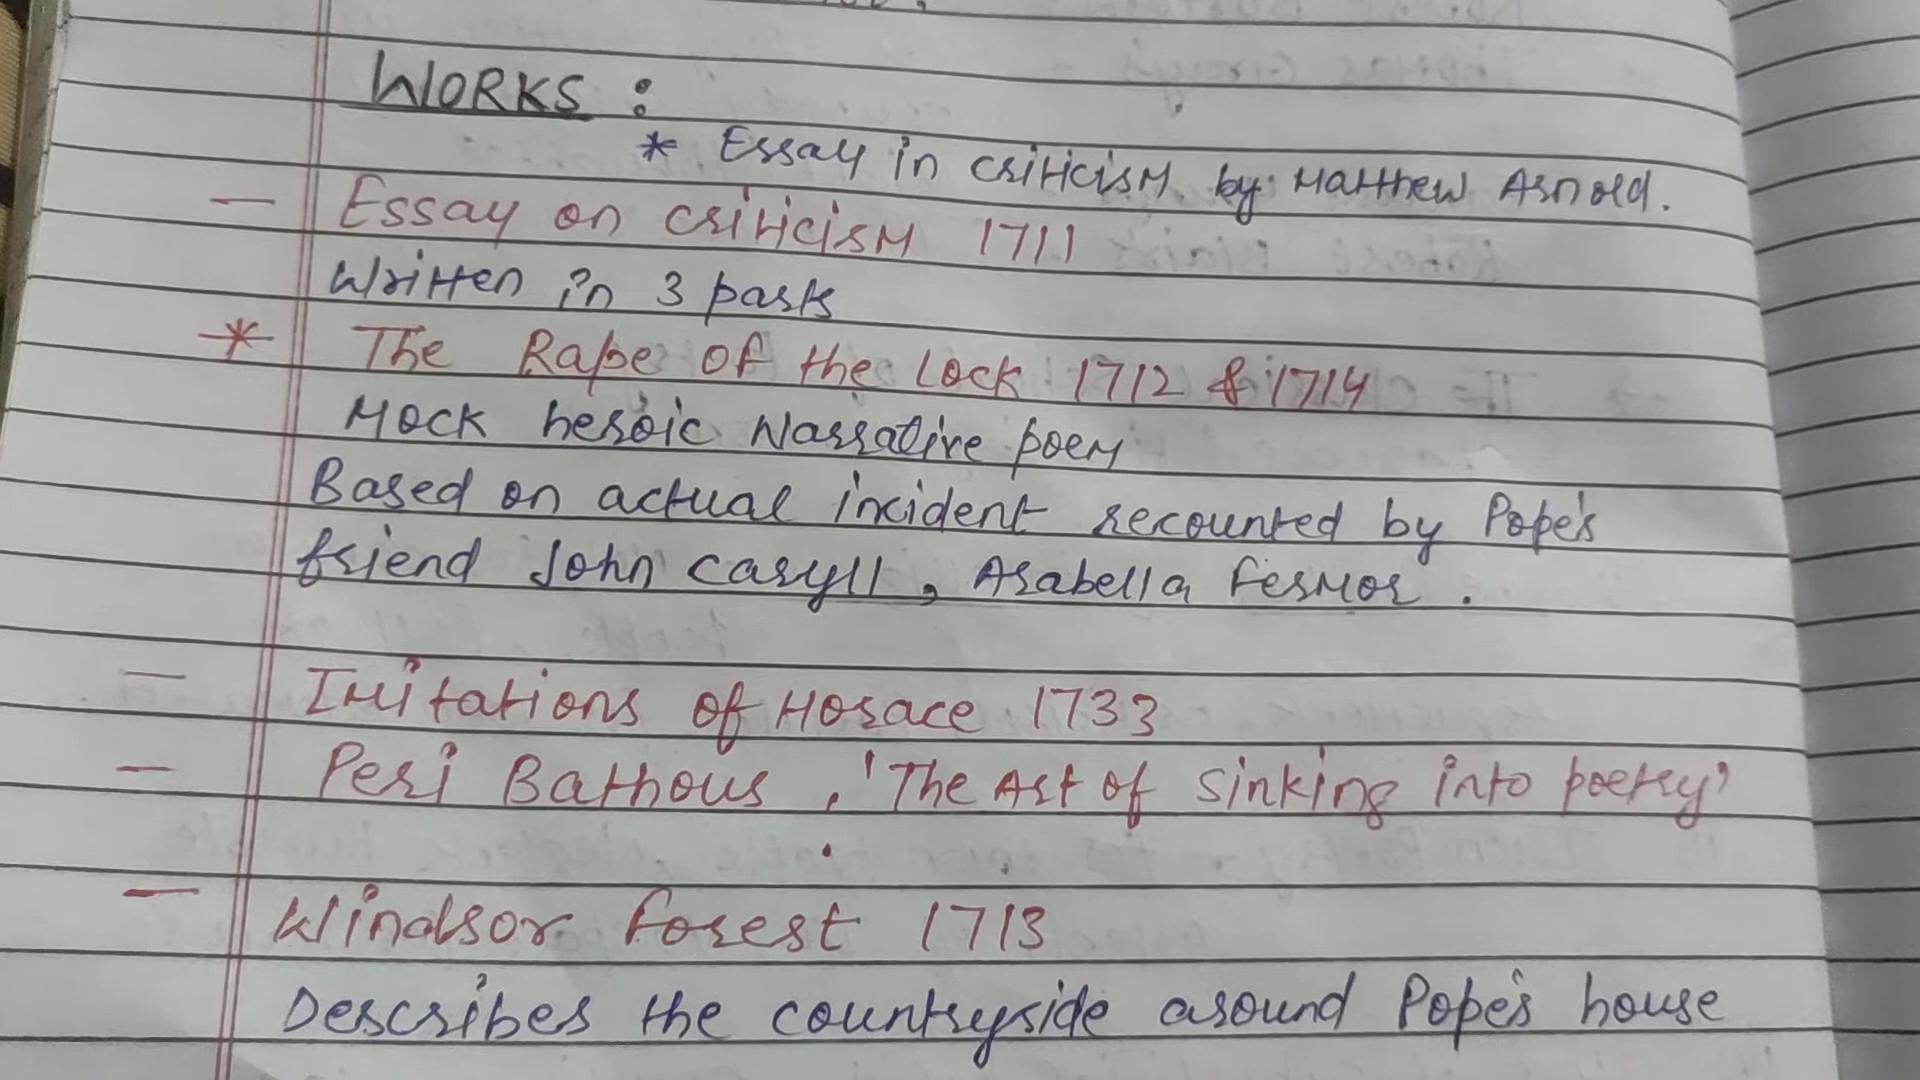 WORKS :
* Essay in criticism by Matthew Arnold.
— Essay on criticism 1711
Written in 3 parts
* The Rape of the Lock 1712 & 1714
Mock heroic Narrative poem
Based on actual incident recounted by Pope's
friend John Caryll, Arabella Fermor.
— Imitations of Horace 1733
— Peri Bathous, 'The Art of Sinking into poetry'
— Windsor Forest 1713
Describes the countryside around Pope's house